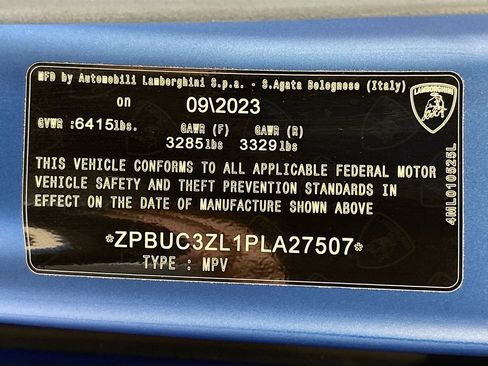 MFD by Automobili Lamborghini S.p.a. - S.Agata Bolognese (Italy)
on 09\2023
GVWR :6415lbs. GAWR (F) GAWR (R)
3285lbs 3329lbs
THIS VEHICLE CONFORMS TO ALL APPLICABLE FEDERAL MOTOR
VEHICLE SAFETY AND THEFT PREVENTION STANDARDS IN
EFFECT ON THE DATE OF MANUFACTURE SHOWN ABOVE
*ZPBUC3ZL1PLA27507*
TYPE : MPV
LAMBORGHINI
4ML010525L